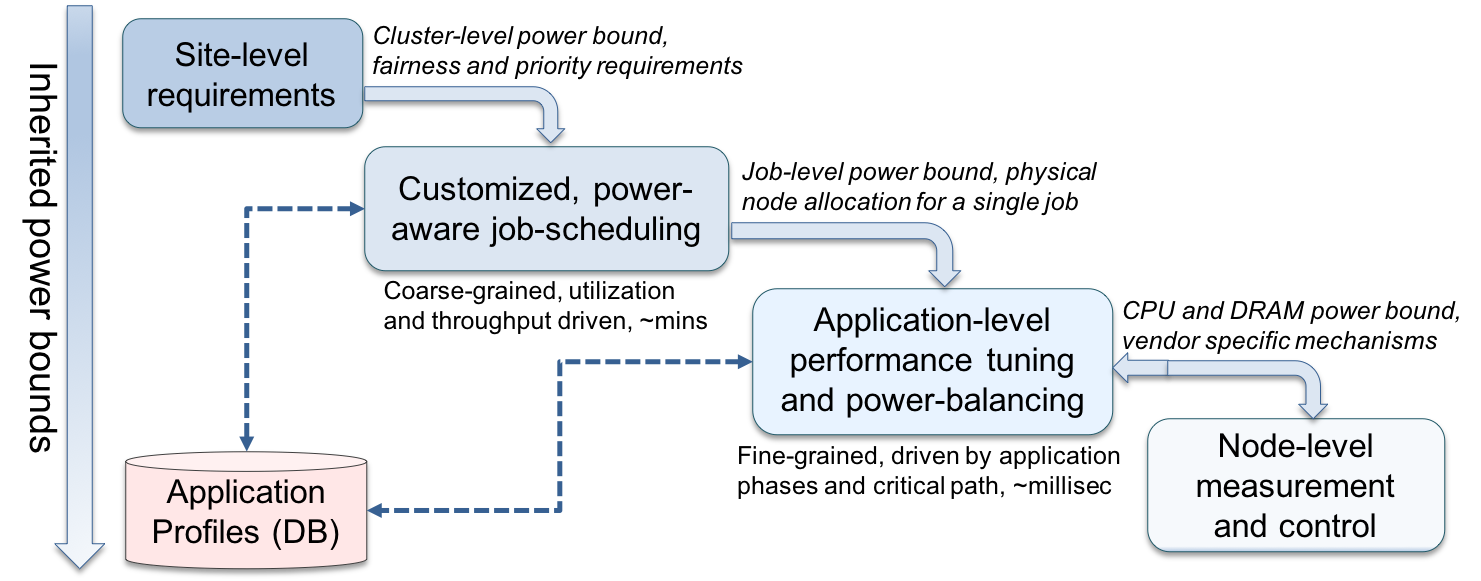 Inherited power bounds
Site-level
requirements
Cluster-level power bound,
fairness and priority requirements
Customized, power-
aware job-scheduling
Job-level power bound, physical
node allocation for a single job
Coarse-grained, utilization
and throughput driven, ~mins
Application-level
performance tuning
and power-balancing
CPU and DRAM power bound,
vendor specific mechanisms
Fine-grained, driven by application
phases and critical path, ~millisec
Node-level
measurement
and control
Application
Profiles (DB)